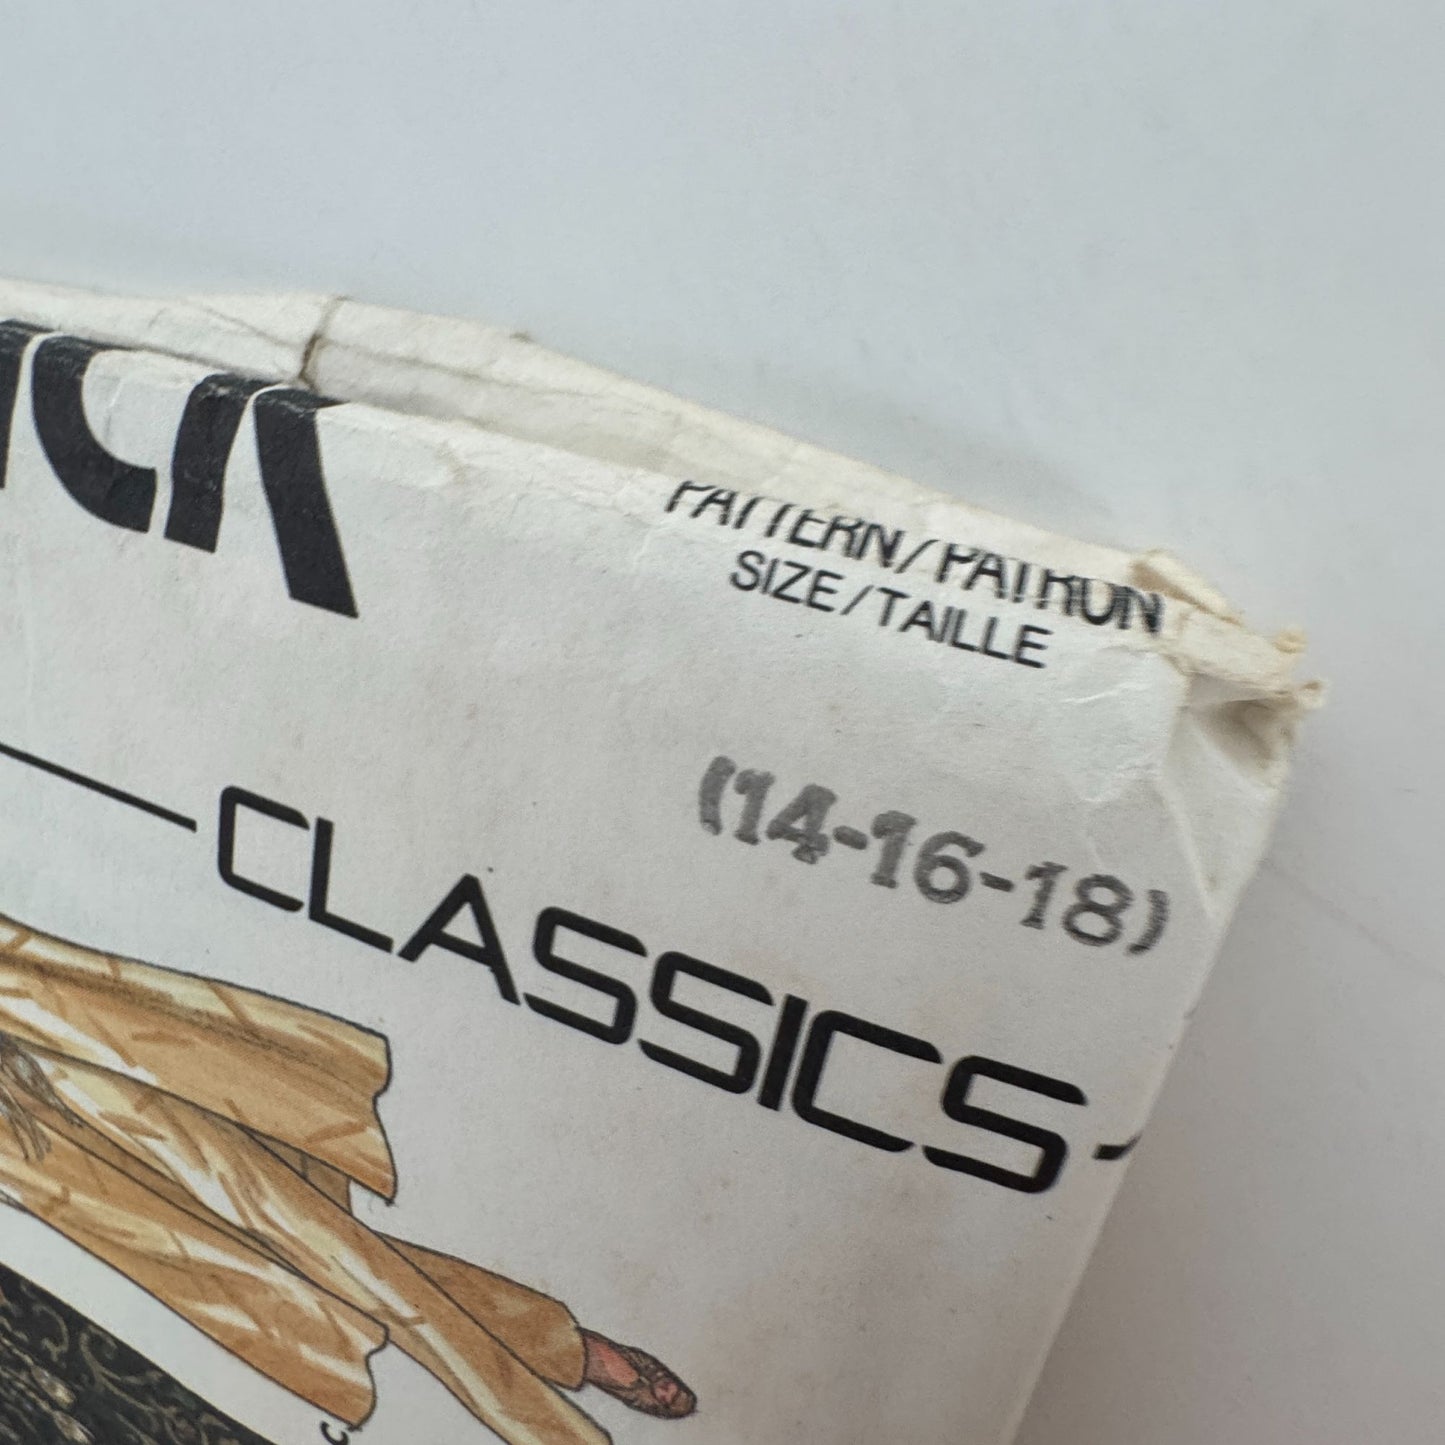 PATTERN/PATRON
SIZE/TAILLE
(14-16-18)
CLASSICS
C